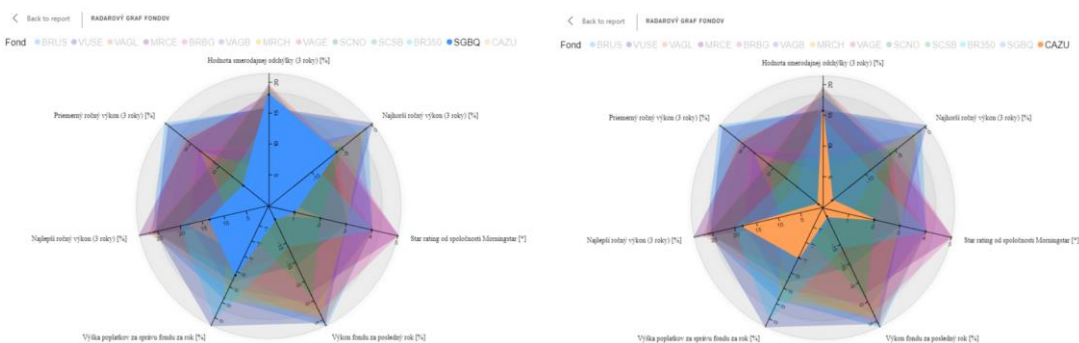 Back to report RADAROVÝ GRAF FONDOV
Fond BRUS VUSE VAGL MRCE BRBG VAGB MRCH VAGE SCNO SCSB BR350 SGBQ CAZU
Hodnota smerodajnej odchýlky (3 roky) [%]
Priemerný ročný výkon (3 roky) [%]
Najhorší ročný výkon (3 roky) [%]
Najlepší ročný výkon (3 roky) [%]
Star rating od spoločnosti Morningstar [*]
Výška poplatkov za správu fondu za rok [%]
Výkon fondu za posledný rok [%]
Back to report RADAROVÝ GRAF FONDOV
Fond BRUS VUSE VAGL MRCE BRBG VAGB MRCH VAGE SCNO SCSB BR350 SGBQ CAZU
Hodnota smerodajnej odchýlky (3 roky) [%]
Priemerný ročný výkon (3 roky) [%]
Najhorší ročný výkon (3 roky) [%]
Najlepší ročný výkon (3 roky) [%]
Star rating od spoločnosti Morningstar [*]
Výška poplatkov za správu fondu za rok [%]
Výkon fondu za posledný rok [%]